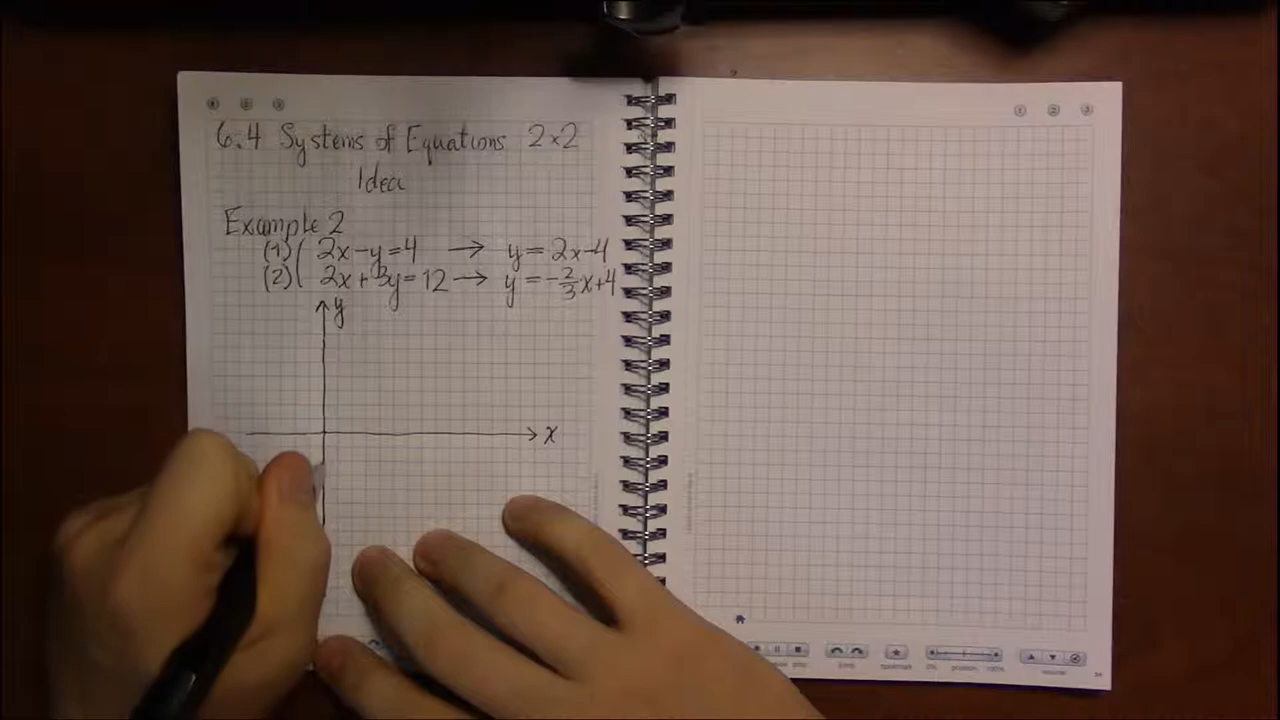 6.4 Systems of Equations 2×2
Idea
Example 2
(1) ( 2x-y=4 → y=2x-4
(2) ( 2x+3y=12 → y=-2/3x+4
y
x